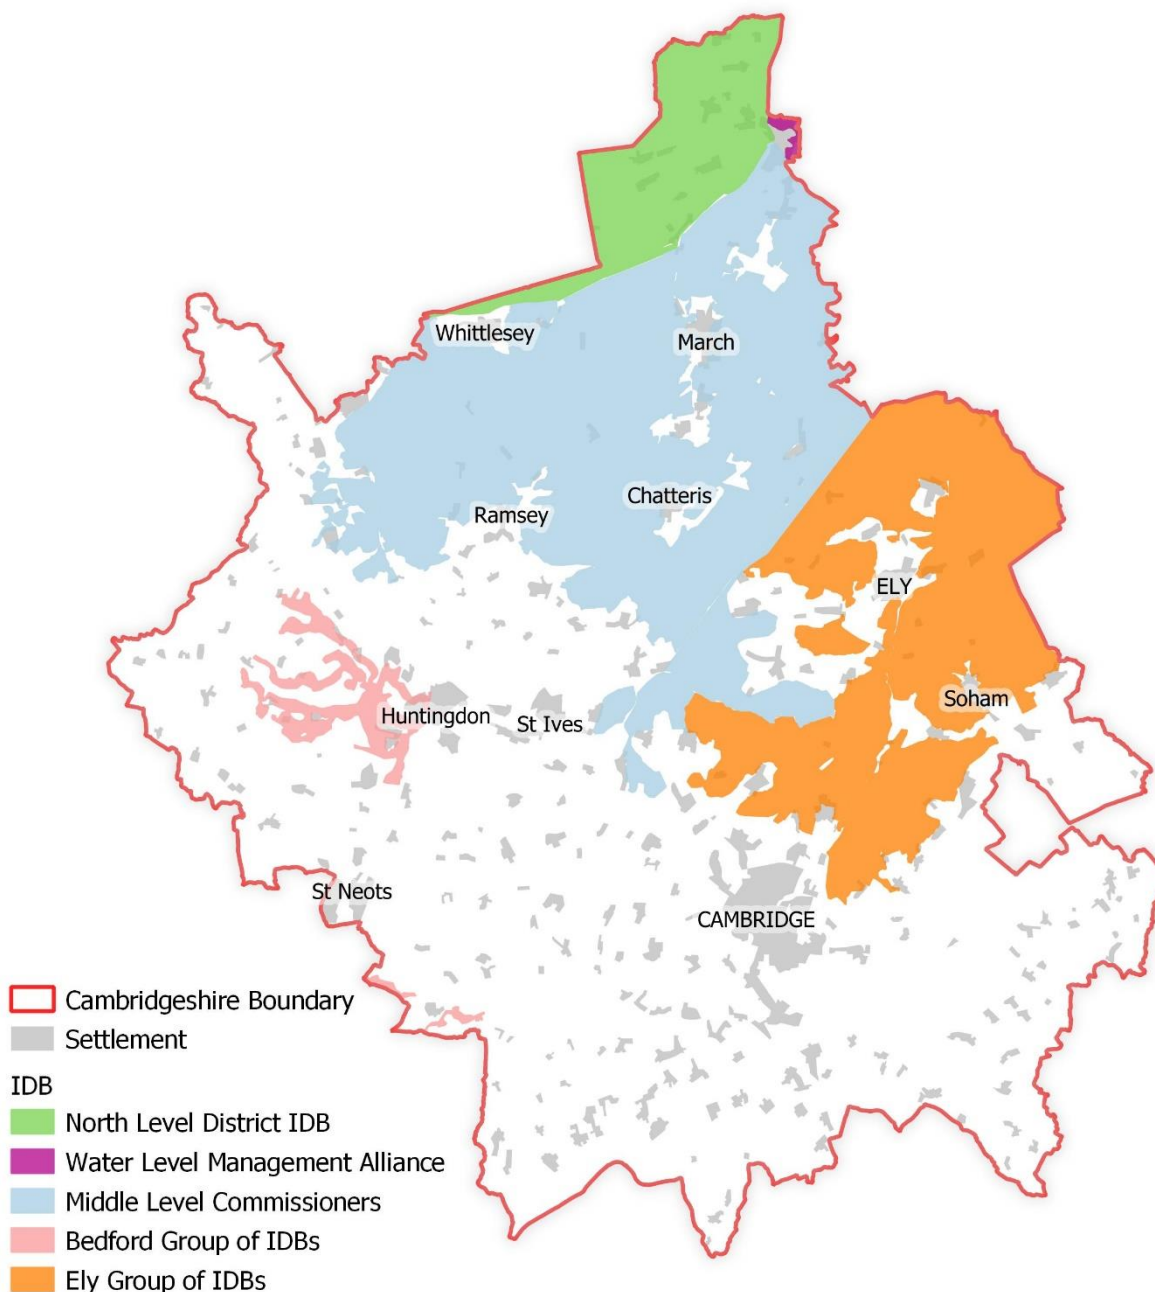 Whittlesey
March
Chatteris
Ramsey
ELY
Soham
Huntingdon
St Ives
St Neots
CAMBRIDGE
Cambridgeshire Boundary
Settlement
IDB
North Level District IDB
Water Level Management Alliance
Middle Level Commissioners
Bedford Group of IDBs
Ely Group of IDBs